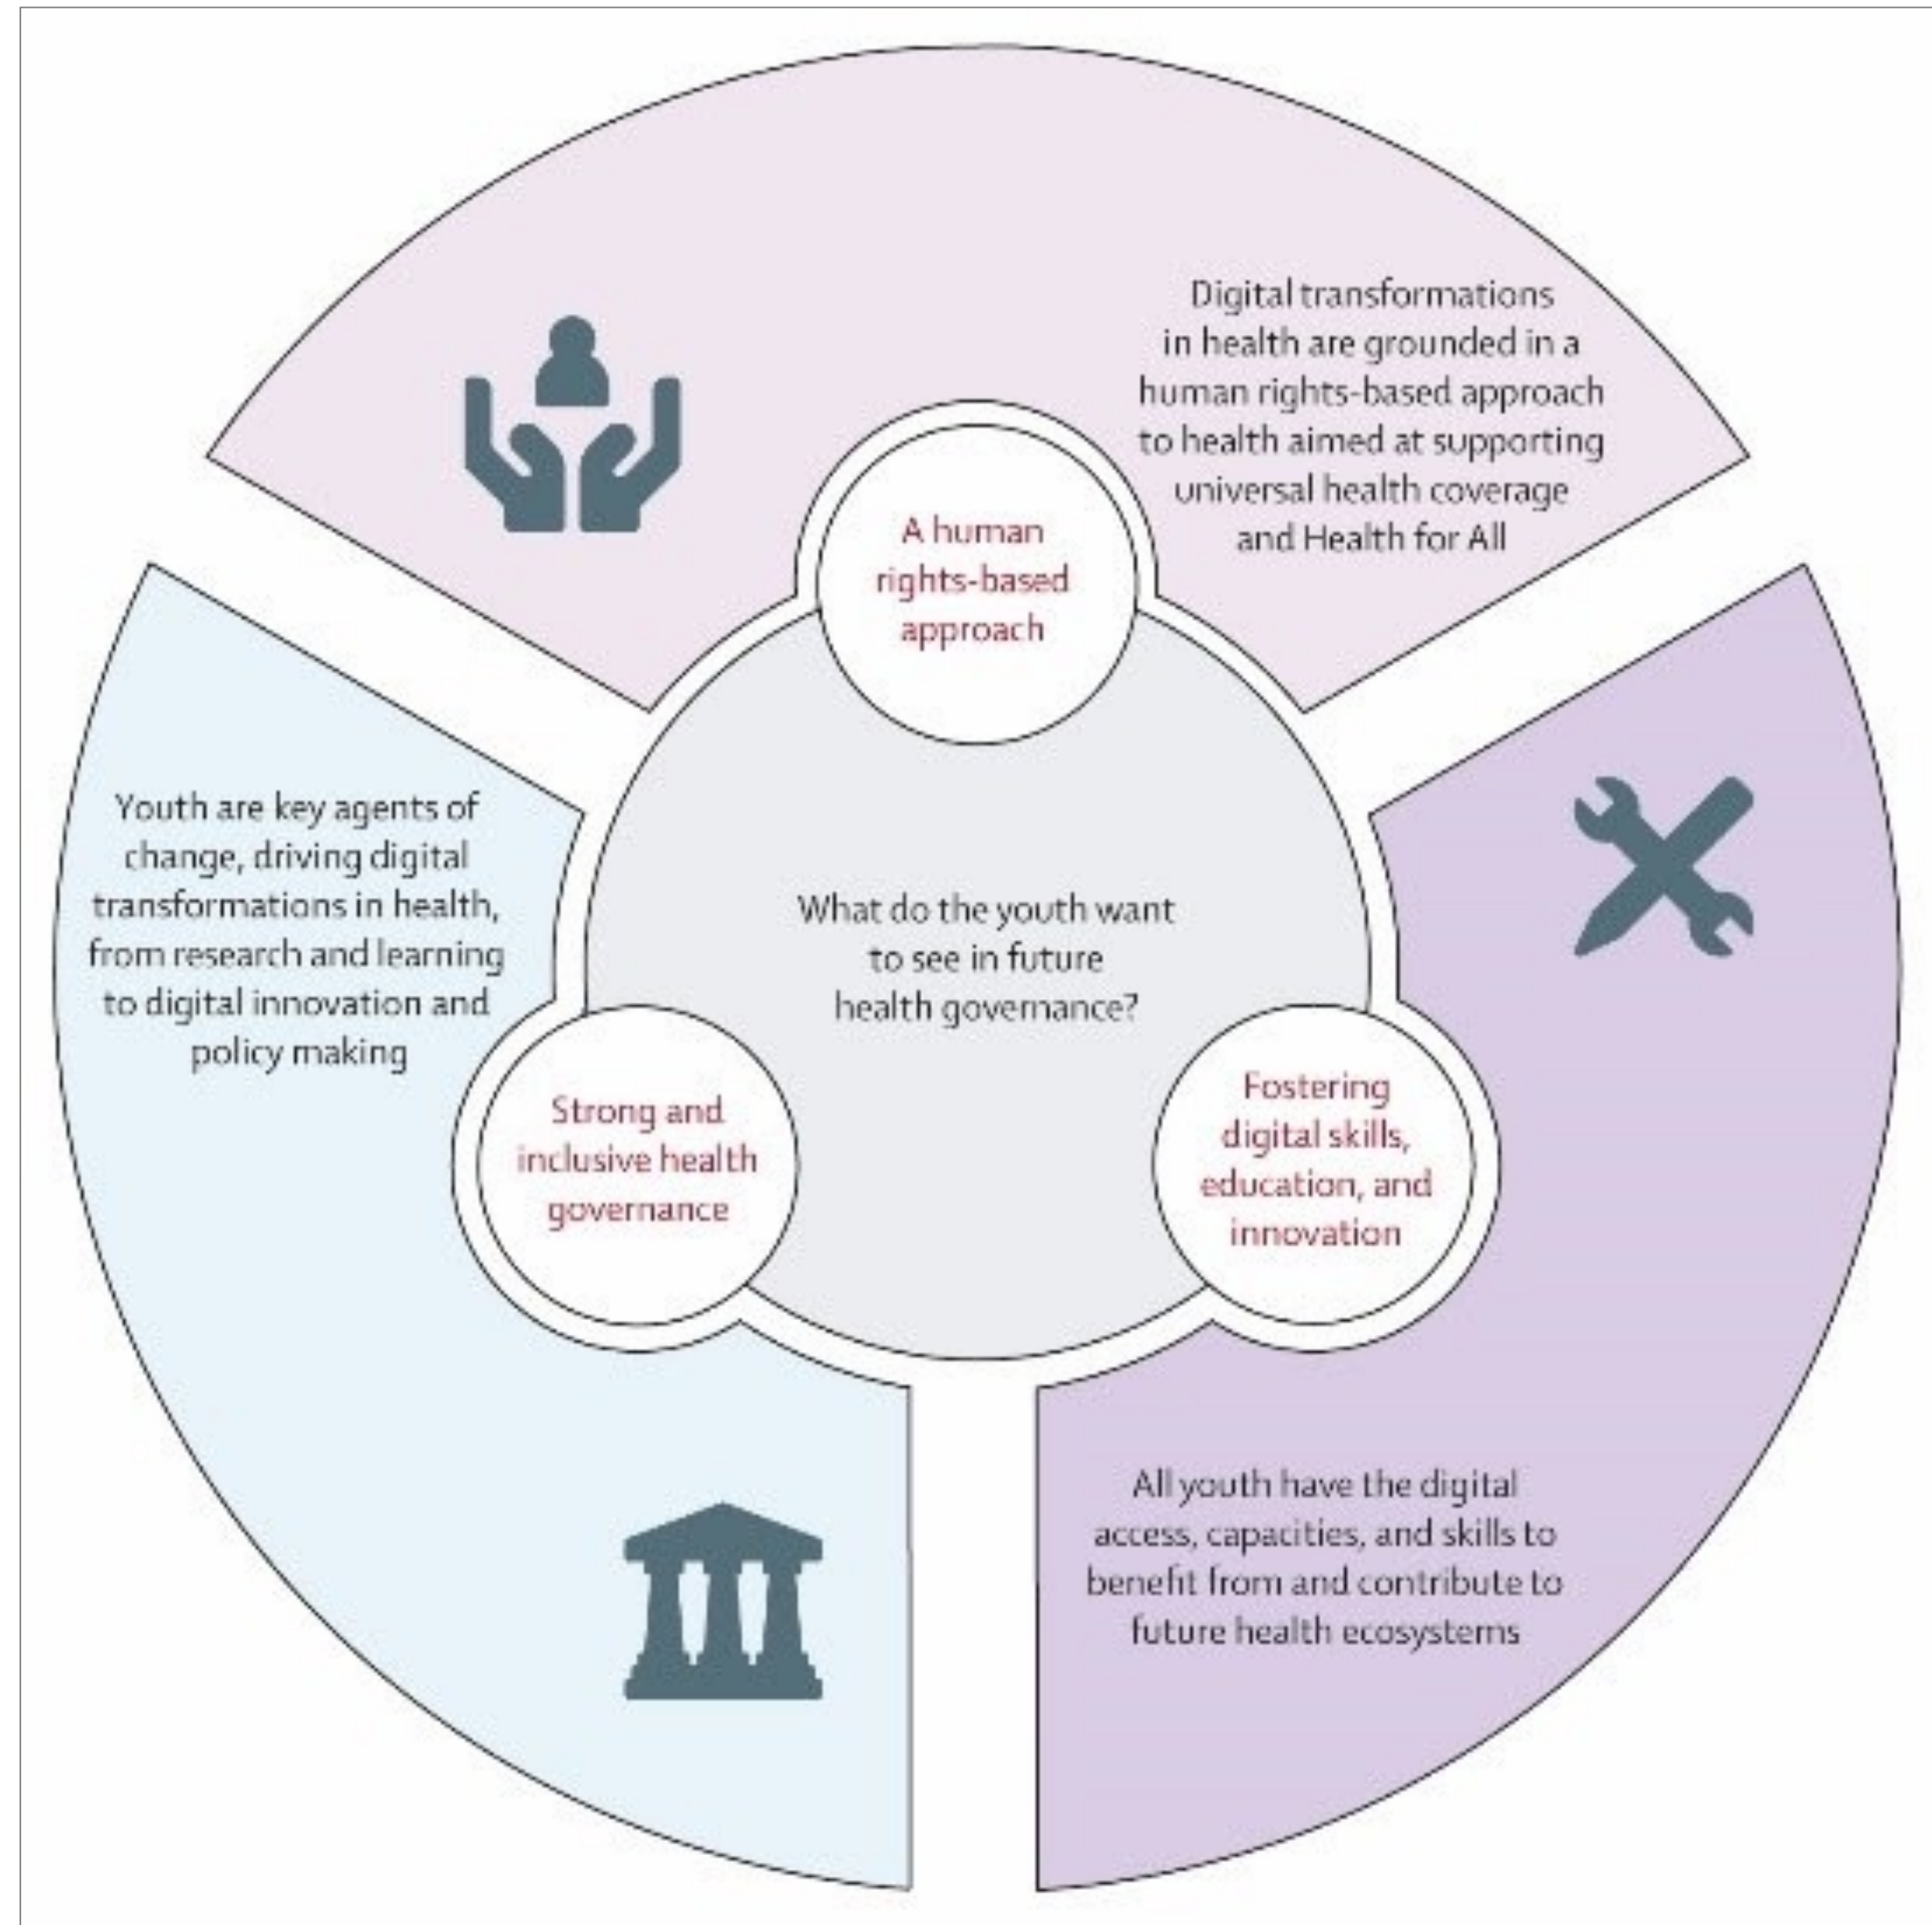 Digital transformations
in health are grounded in a
human rights-based approach
to health aimed at supporting
universal health coverage
and Health for All
A human
rights-based
approach
Youth are key agents of
change, driving digital
transformations in health,
from research and learning
to digital innovation and
policy making
What do the youth want
to see in future
health governance?
Strong and
inclusive health
governance
Fostering
digital skills,
education, and
innovation
All youth have the digital
access, capacities, and skills to
benefit from and contribute to
future health ecosystems